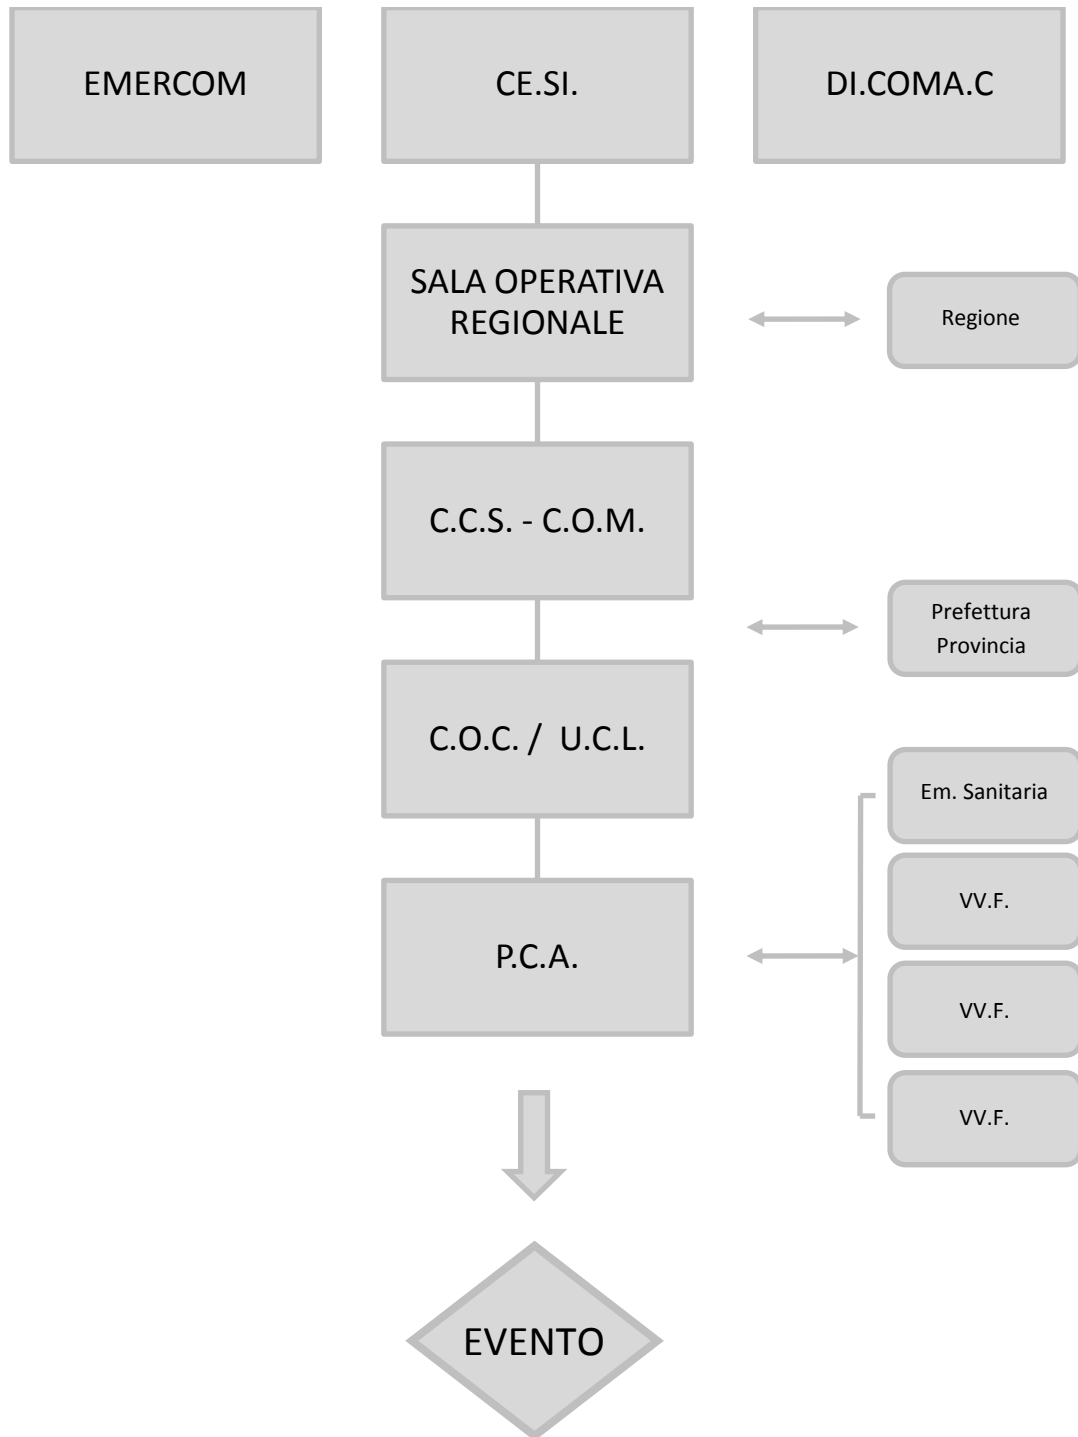 EMERCOM
CE.SI.
DI.COMA.C
SALA OPERATIVA
REGIONALE
Regione
C.C.S. - C.O.M.
Prefettura
Provincia
C.O.C. / U.C.L.
Em. Sanitaria
VV.F.
P.C.A.
VV.F.
VV.F.
EVENTO